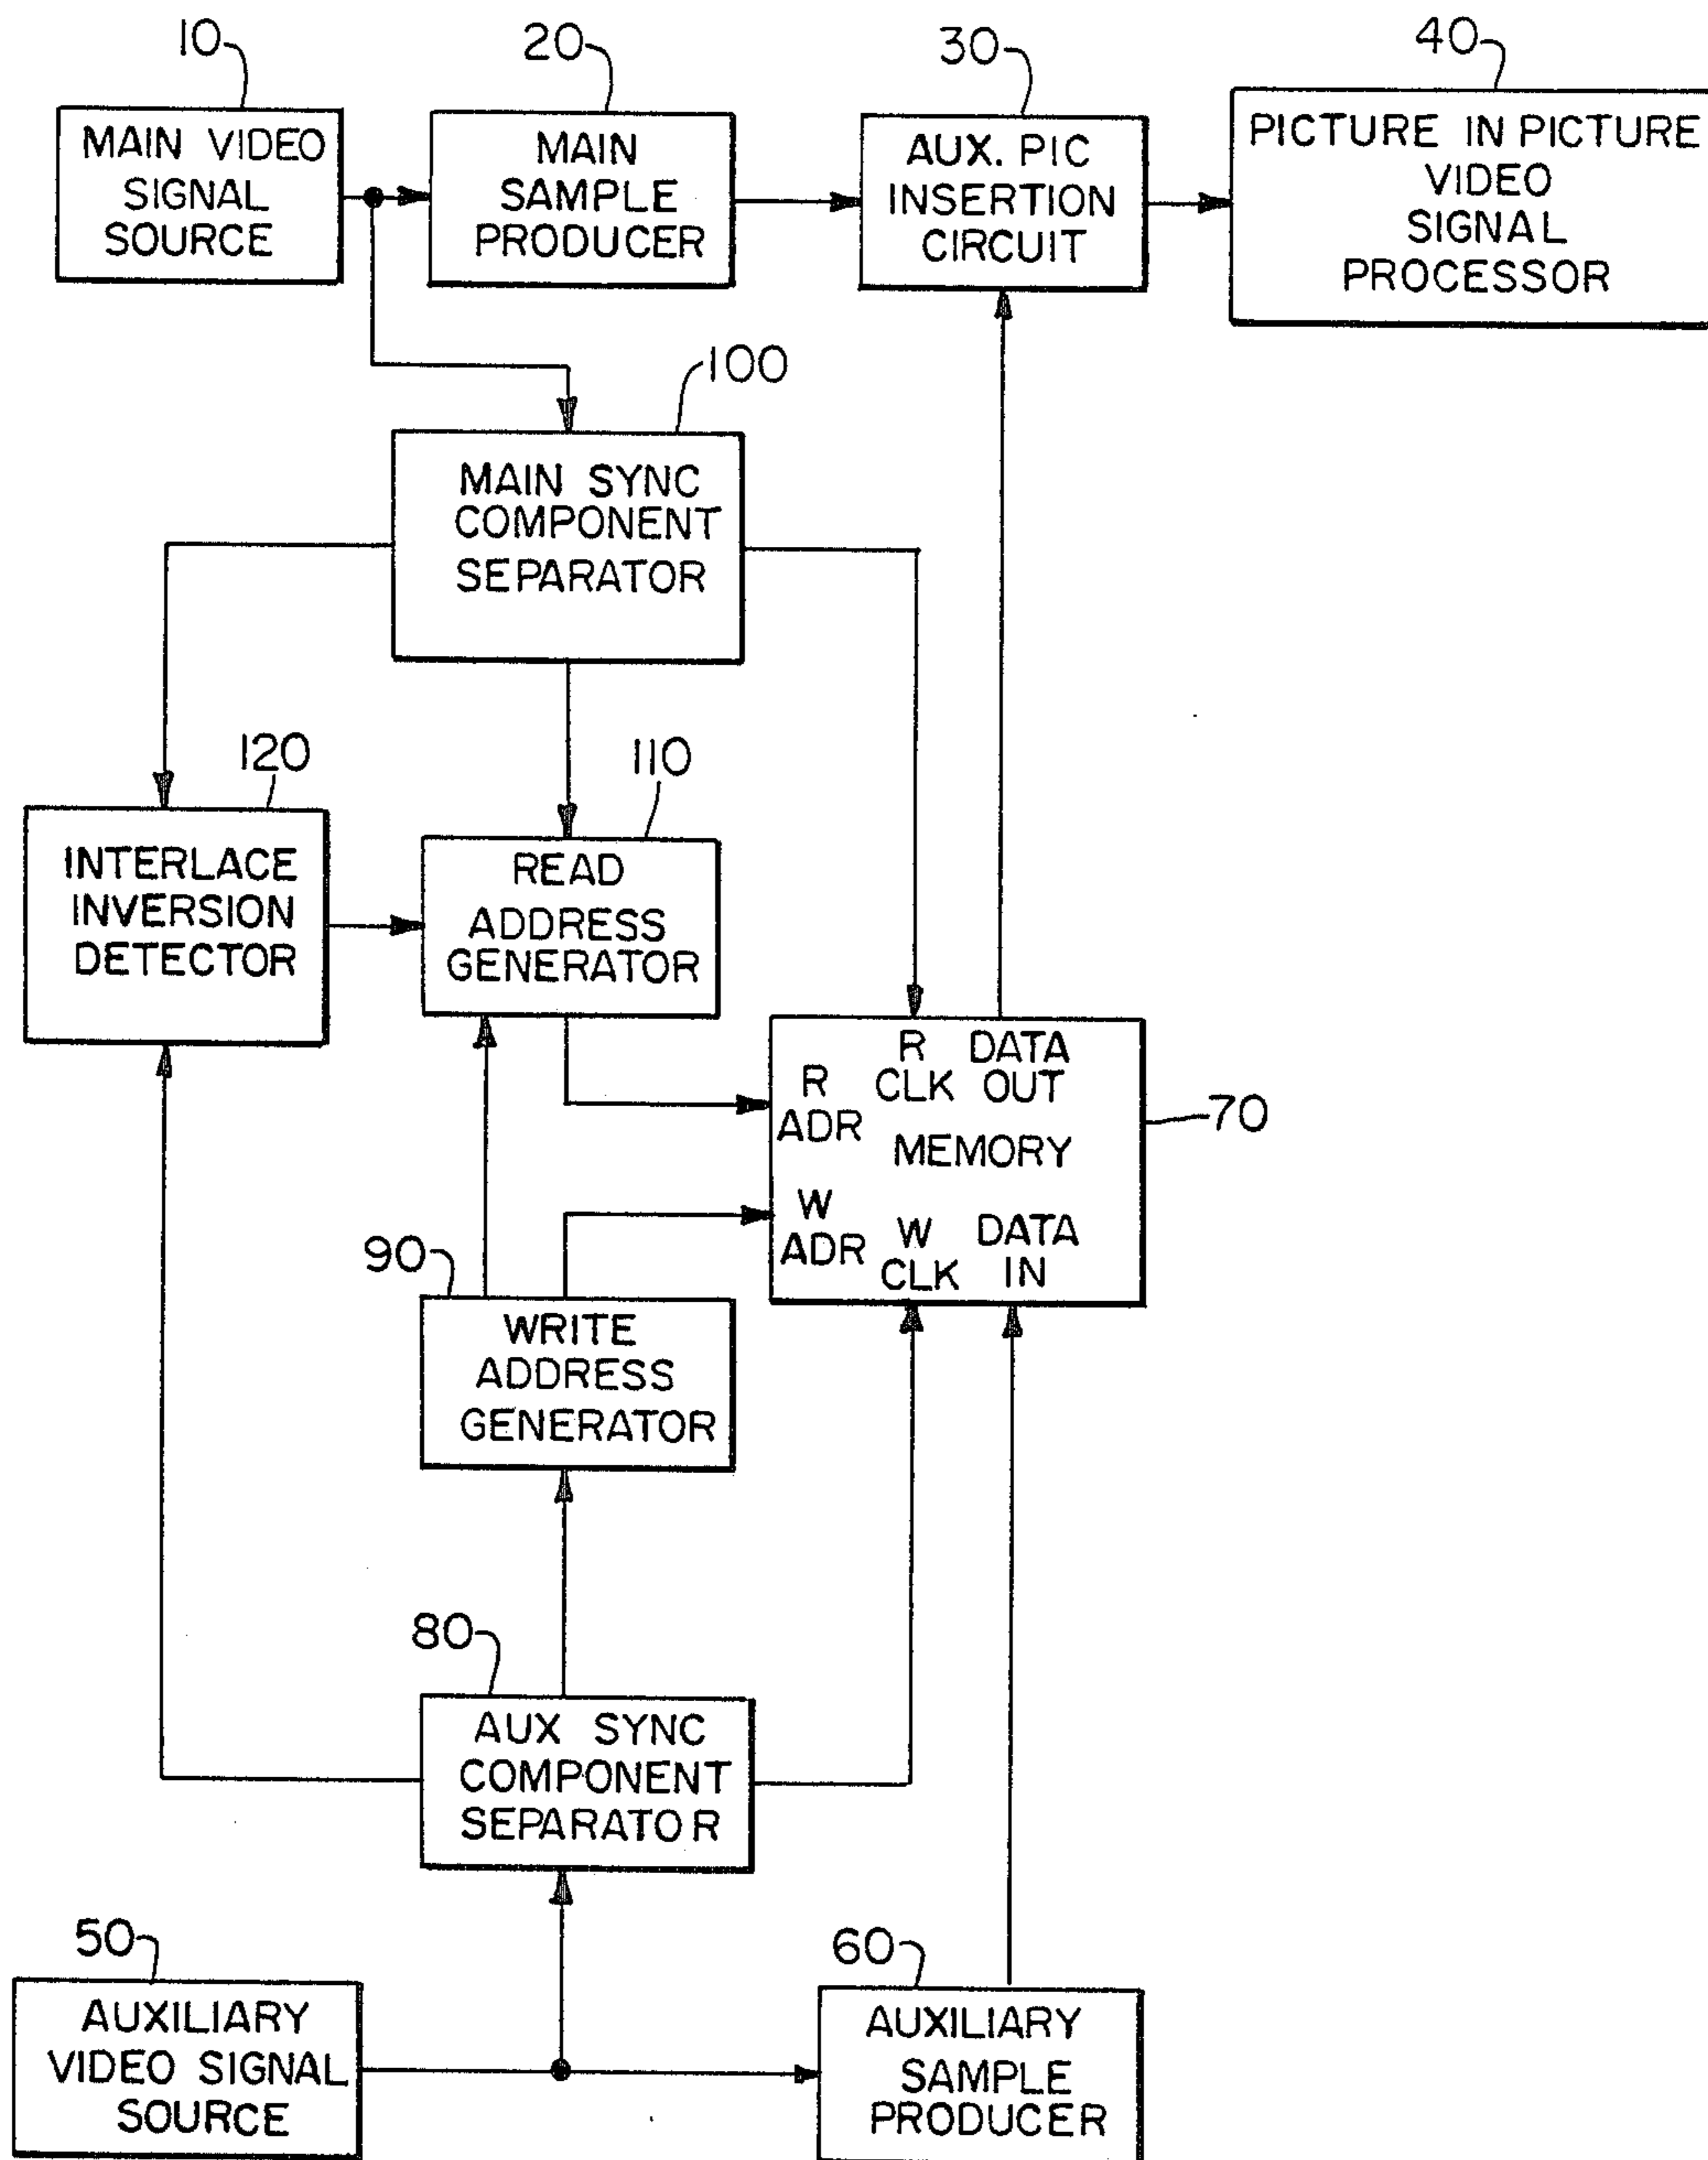 10
20
30
40
MAIN VIDEO
SIGNAL
SOURCE
MAIN
SAMPLE
PRODUCER
AUX. PIC
INSERTION
CIRCUIT
PICTURE IN PICTURE
VIDEO
SIGNAL
PROCESSOR
100
MAIN SYNC
COMPONENT
SEPARATOR
120
INTERLACE
INVERSION
DETECTOR
110
READ
ADDRESS
GENERATOR
R
CLK
DATA
OUT
R
ADR
MEMORY
W
ADR
W
CLK
DATA
IN
70
90
WRITE
ADDRESS
GENERATOR
80
AUX SYNC
COMPONENT
SEPARATOR
50
AUXILIARY
VIDEO SIGNAL
SOURCE
60
AUXILIARY
SAMPLE
PRODUCER